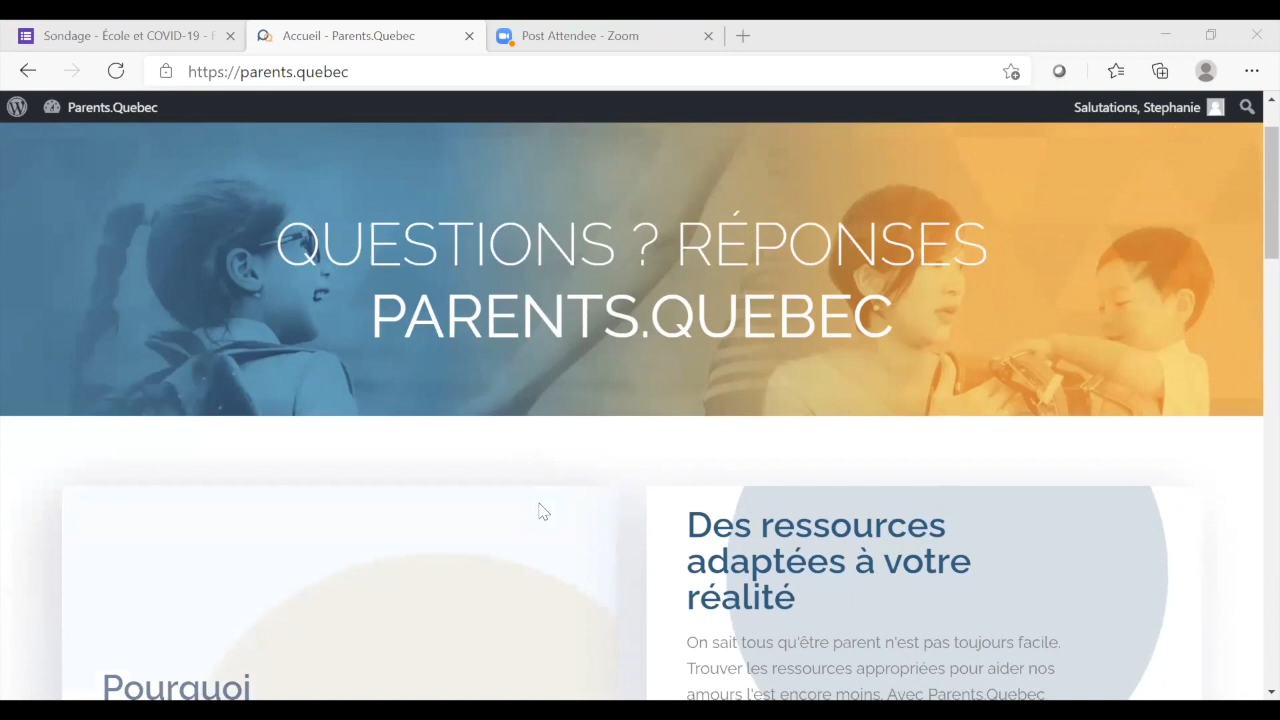 Sondage - École et COVID-19 - F
Accueil - Parents.Quebec
Post Attendee - Zoom
https://parents.quebec
Parents.Quebec
Salutations, Stephanie
QUESTIONS ? RÉPONSES
PARENTS.QUEBEC
Pourquoi
Des ressources
adaptées à votre
réalité
On sait tous qu'être parent n'est pas toujours facile.
Trouver les ressources appropriées pour aider nos
amours l'est encore moins. Avec Parents.Quebec